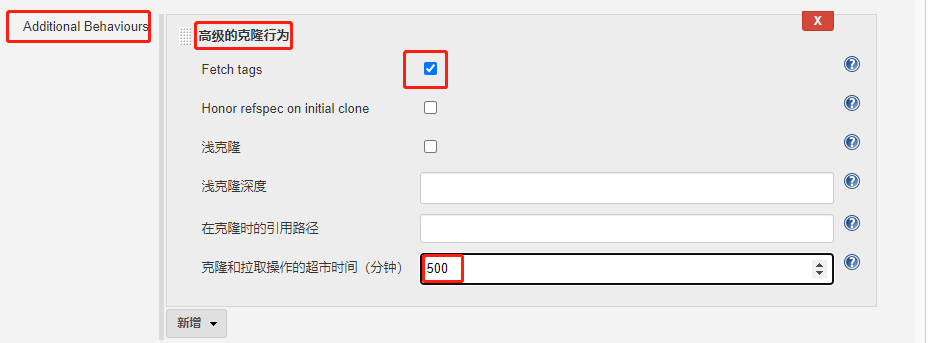 Additional Behaviours
高级的克隆行为
X
Fetch tags
Honor refspec on initial clone
浅克隆
浅克隆深度
在克隆时的引用路径
克隆和拉取操作的超市时间（分钟） 500
新增